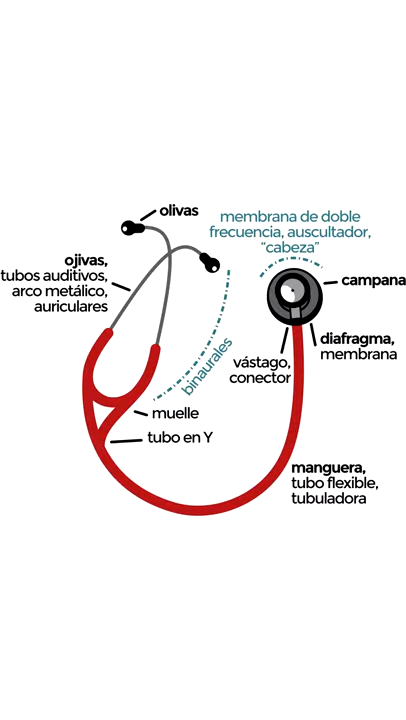 olivas
membrana de doble
frecuencia, auscultador,
“cabeza”
ojivas,
tubos auditivos,
arco metálico,
auriculares
campana
diafragma,
membrana
vástago,
conector
binaurales
muelle
tubo en Y
manguera,
tubo flexible,
tubuladora